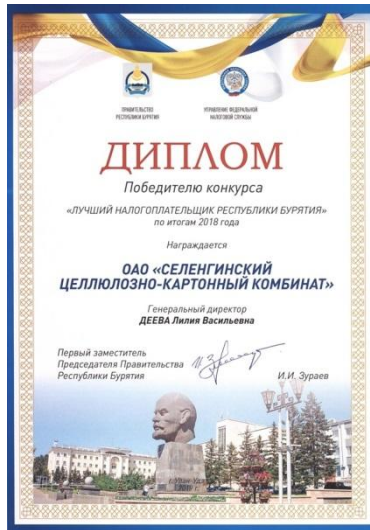 ПРАВИТЕЛЬСТВО
РЕСПУБЛИКИ БУРЯТИЯ
УПРАВЛЕНИЕ ФЕДЕРАЛЬНОЙ
НАЛОГОВОЙ СЛУЖБЫ
ДИПЛОМ
Победителю конкурса
«ЛУЧШИЙ НАЛОГОПЛАТЕЛЬЩИК РЕСПУБЛИКИ БУРЯТИЯ»
по итогам 2018 года
Награждается
ОАО «СЕЛЕНГИНСКИЙ
ЦЕЛЛЮЛОЗНО-КАРТОННЫЙ КОМБИНАТ»
Генеральный директор
ДЕЕВА Лилия Васильевна
Первый заместитель
Председателя Правительства
Республики Бурятия
И.И. Зураев